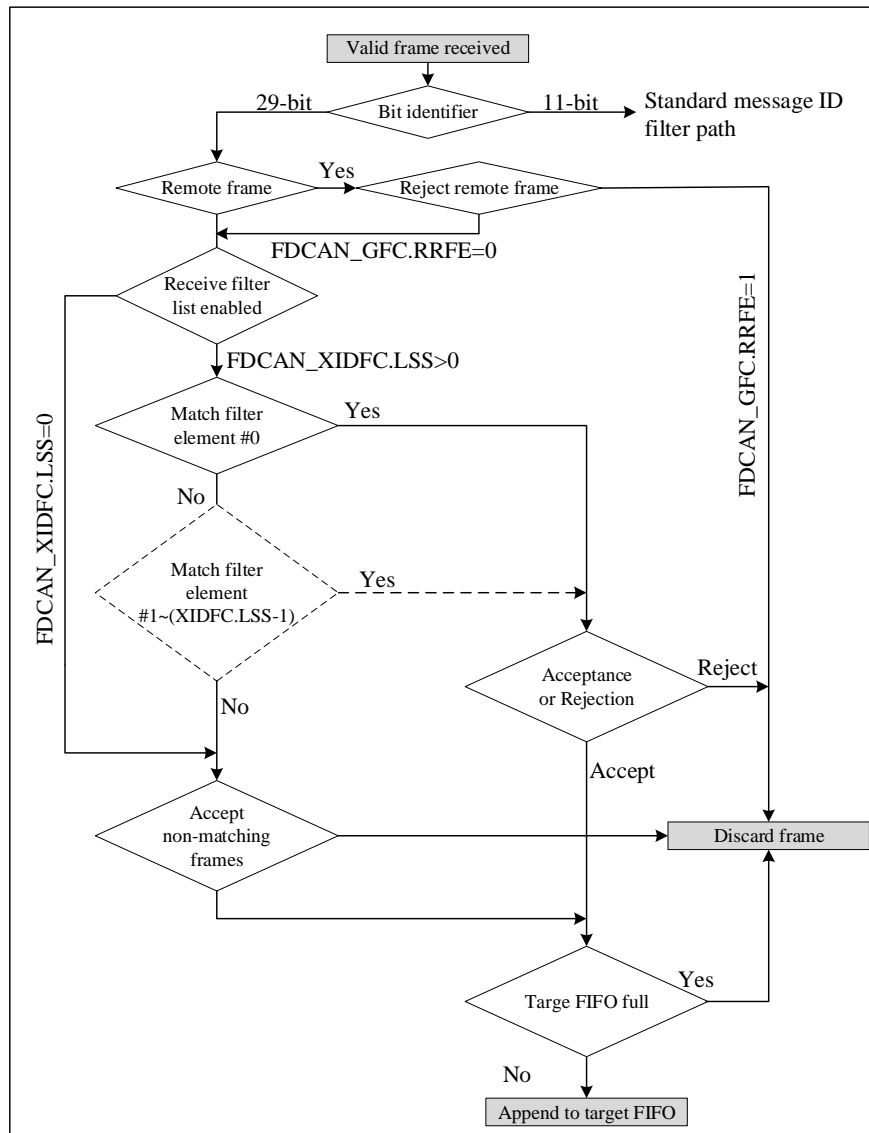 Valid frame received
29-bit
Bit identifier
11-bit
Standard message ID
filter path
Remote frame
Yes
Reject remote frame
FDCAN_GFC.RRFE=0
Receive filter
list enabled
FDCAN_XIDFC.LSS>0
FDCAN_GFC.RRFE=1
FDCAN_XIDFC.LSS=0
Match filter
element #0
Yes
No
Match filter
element
#1~(XIDFC.LSS-1)
Yes
No
Acceptance
or Rejection
Reject
Accept
Accept
non-matching
frames
Discard frame
Targe FIFO full
Yes
No
Append to target FIFO